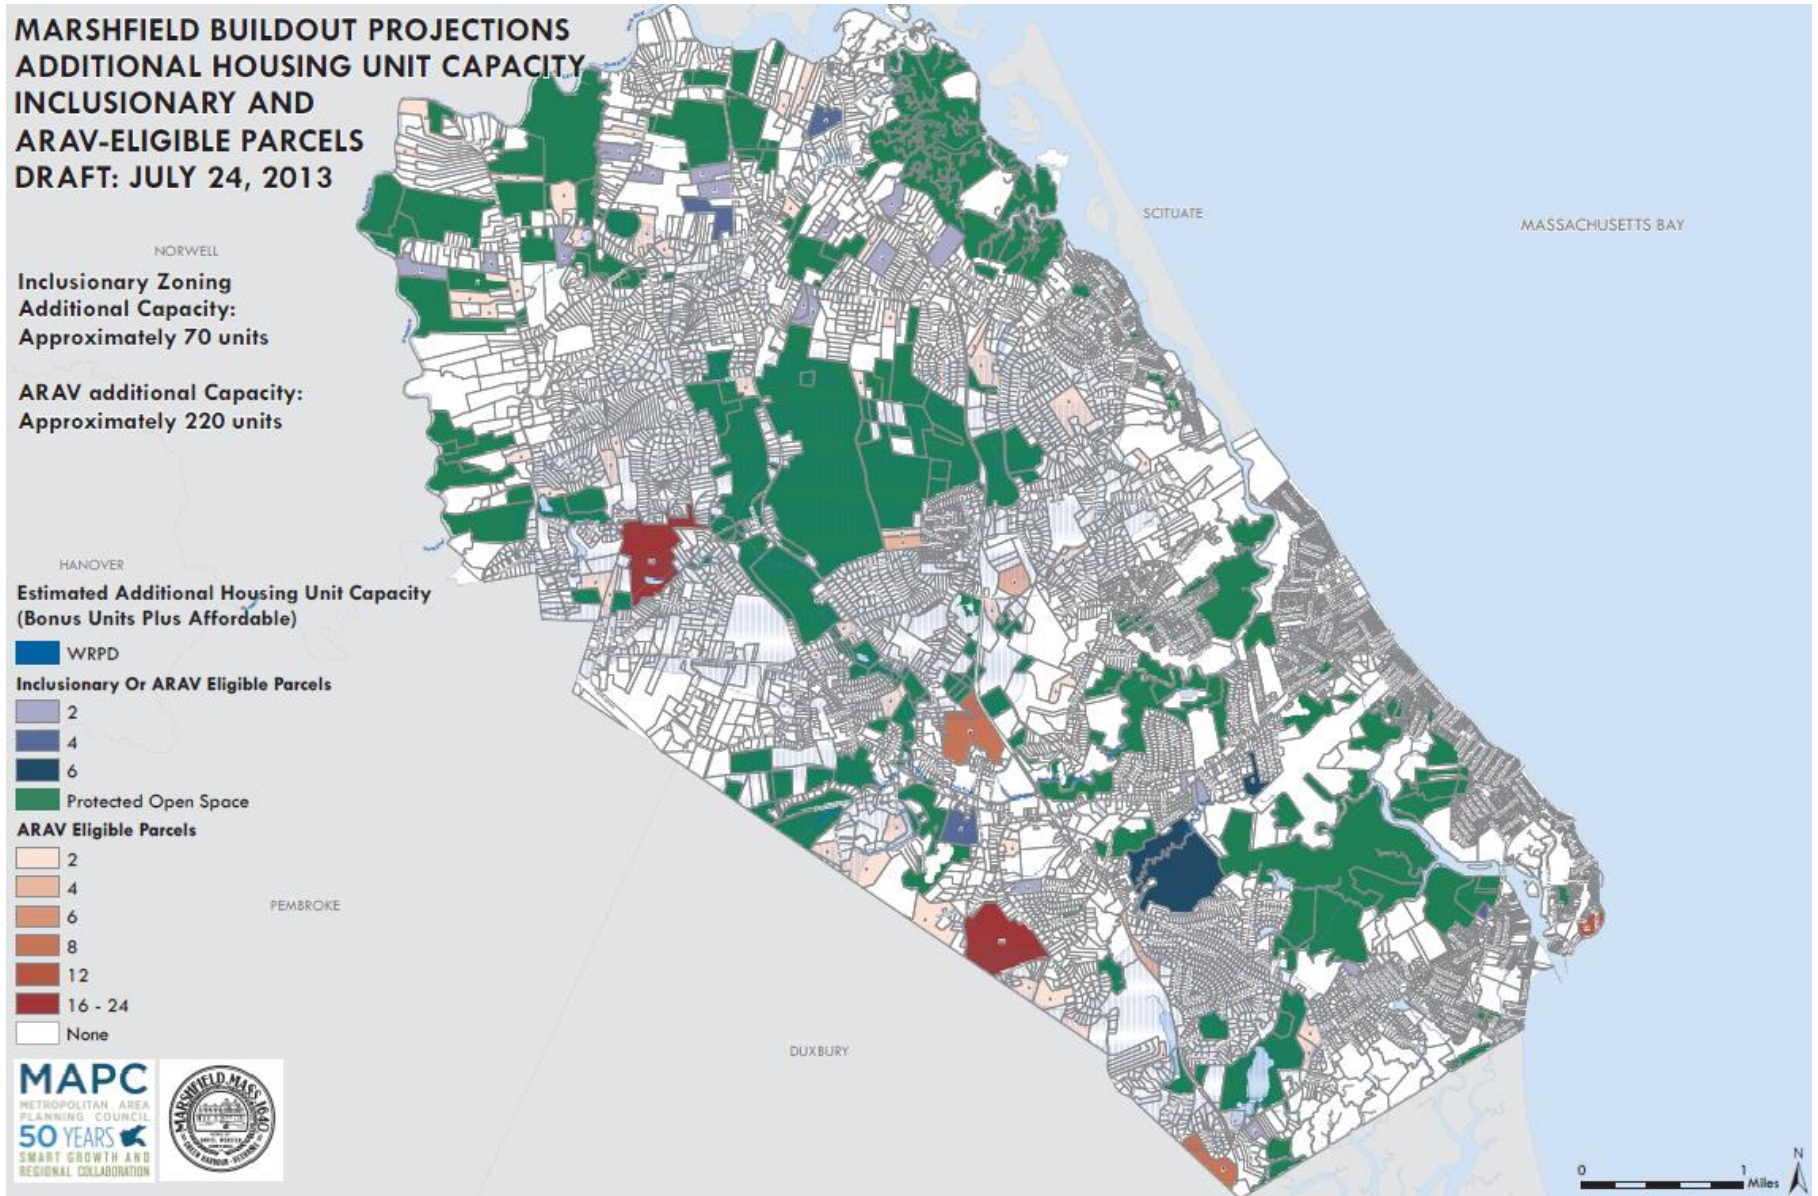 MARSHFIELD BUILDOUT PROJECTIONS
ADDITIONAL HOUSING UNIT CAPACITY
INCLUSIONARY AND
ARAV-ELIGIBLE PARCELS
DRAFT: JULY 24, 2013
SCITUATE
MASSACHUSETTS BAY
NORWELL
Inclusionary Zoning
Additional Capacity:
Approximately 70 units
ARAV additional Capacity:
Approximately 220 units
HANOVER
Estimated Additional Housing Unit Capacity
(Bonus Units Plus Affordable)
WRPD
Inclusionary Or ARAV Eligible Parcels
2
4
6
Protected Open Space
ARAV Eligible Parcels
2
4
6
8
12
16 - 24
None
PEMBROKE
DUXBURY
MAPC
METROPOLITAN AREA
PLANNING COUNCIL
50 YEARS
SMART GROWTH AND
REGIONAL COLLABORATION
MARSHFIELD, MASS. 1640
0 1
Miles
N